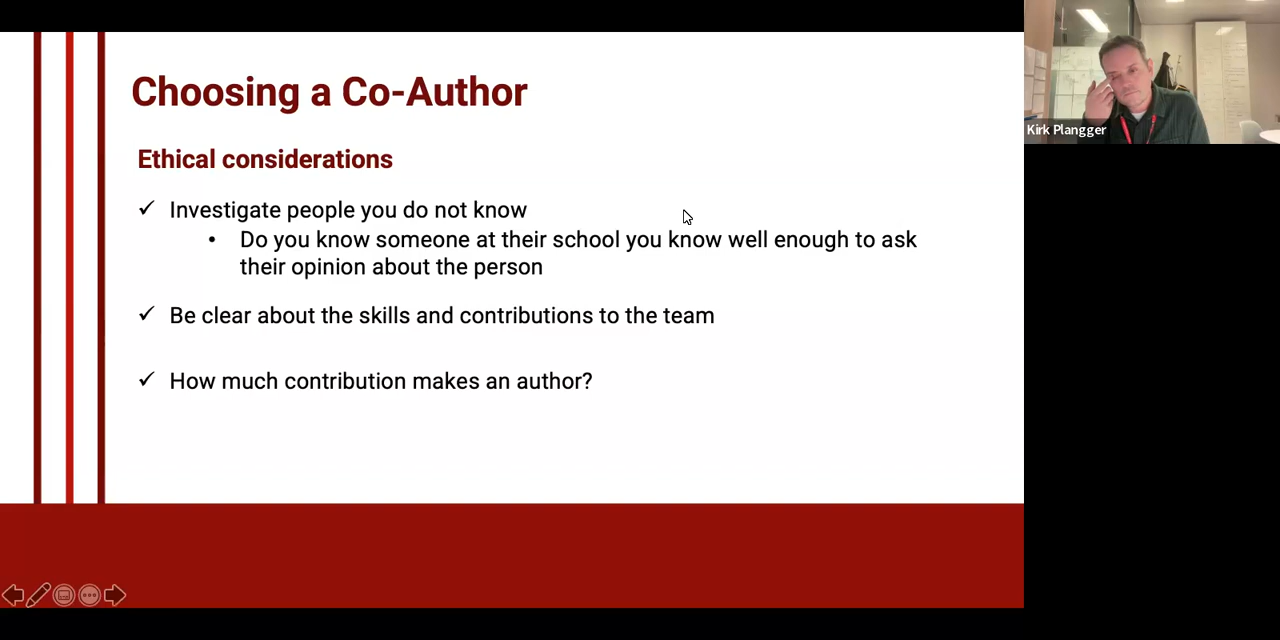 Choosing a Co-Author
Ethical considerations
✓ Investigate people you do not know
• Do you know someone at their school you know well enough to ask
their opinion about the person
✓ Be clear about the skills and contributions to the team
✓ How much contribution makes an author?
Kirk Plangger